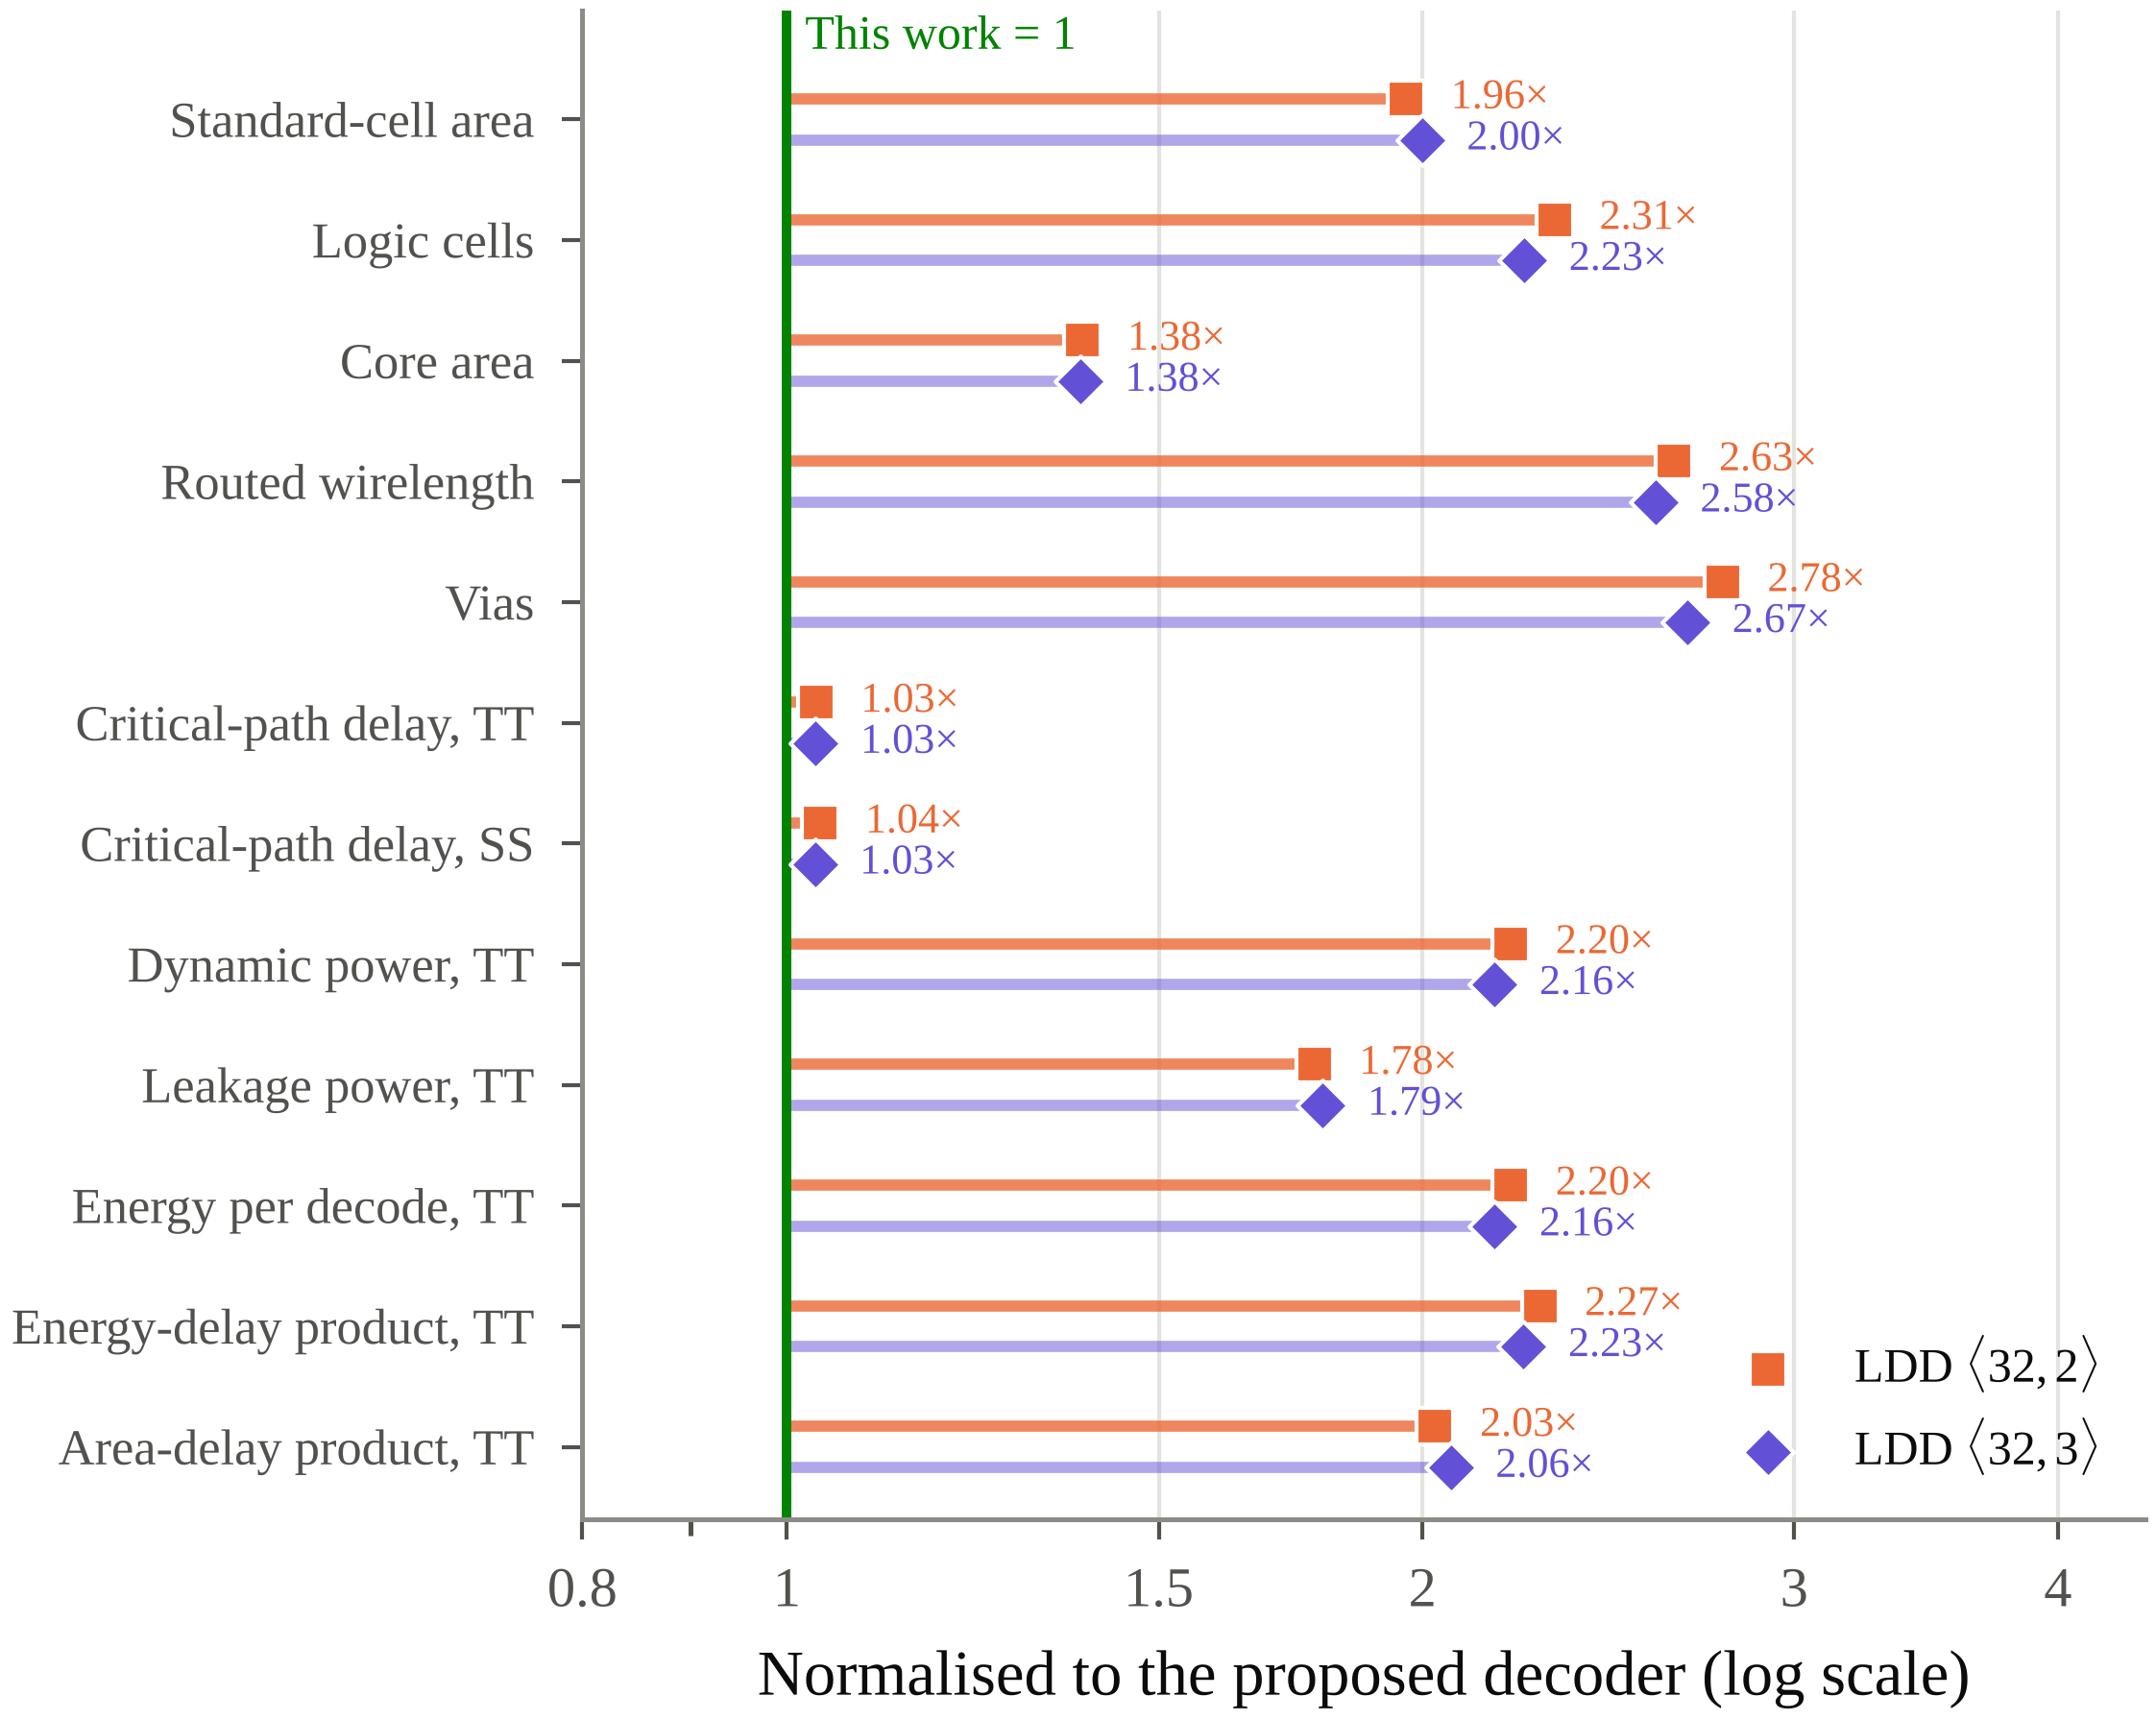 This work = 1
Standard-cell area
1.96×
2.00×
Logic cells
2.31×
2.23×
Core area
1.38×
1.38×
Routed wirelength
2.63×
2.58×
Vias
2.78×
2.67×
Critical-path delay, TT
1.03×
1.03×
Critical-path delay, SS
1.04×
1.03×
Dynamic power, TT
2.20×
2.16×
Leakage power, TT
1.78×
1.79×
Energy per decode, TT
2.20×
2.16×
Energy-delay product, TT
2.27×
2.23×
Area-delay product, TT
2.03×
2.06×
LDD ⟨32, 2⟩
LDD ⟨32, 3⟩
0.8 1 1.5 2 3 4
Normalised to the proposed decoder (log scale)